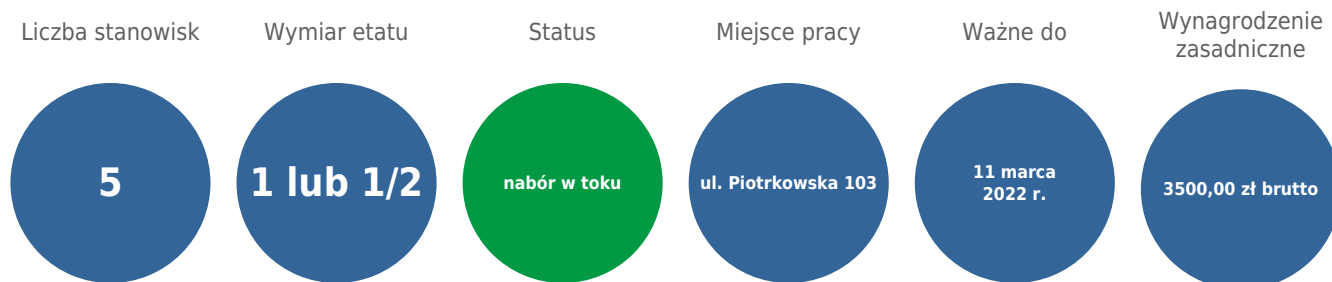 Liczba stanowisk
5
Wymiar etatu
1 lub 1/2
Status
nabór w toku
Miejsce pracy
ul. Piotrkowska 103
Ważne do
11 marca
2022 r.
Wynagrodzenie
zasadniczne
3500,00 zł brutto